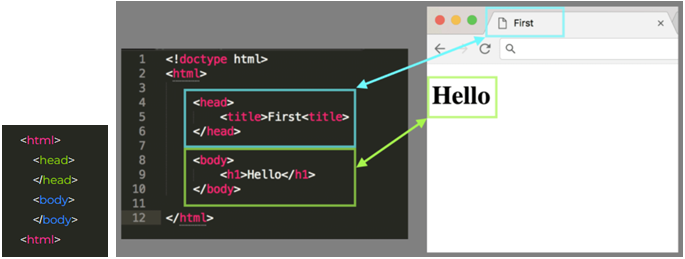 <html>
<head>
</head>
<body>
</body>
<html>
1 <!doctype html>
2 <html>
3
4 <head>
5 <title>First<title>
6 </head>
7
8 <body>
9 <h1>Hello</h1>
10 </body>
11
12 </html>
First
Hello